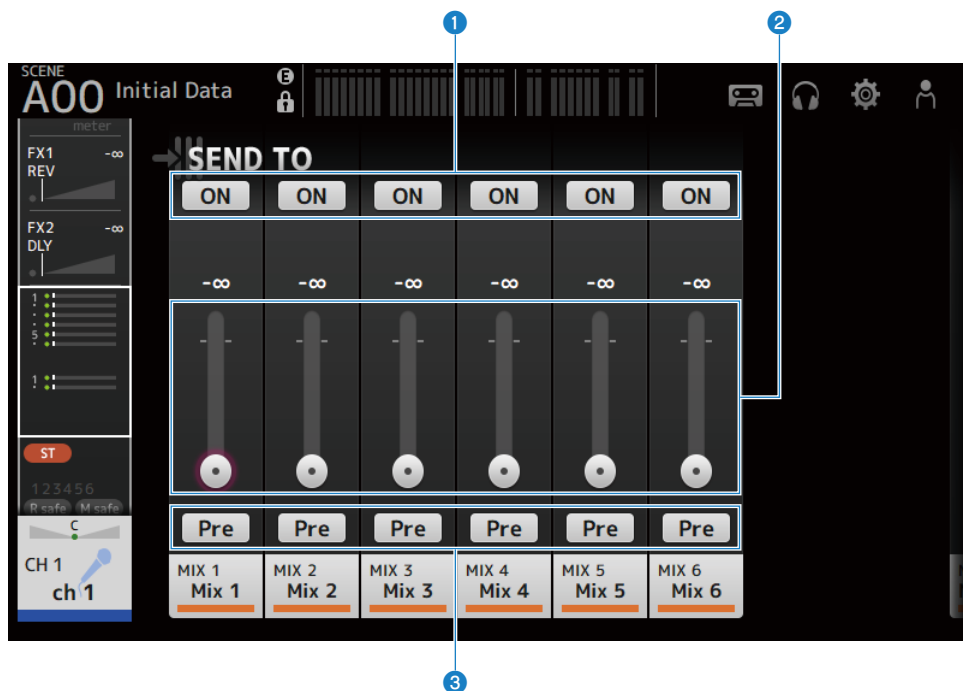 1 2
SCENE
A00 Initial Data
E
meter
FX1 -∞
REV
FX2 -∞
DLY
SEND TO
ON ON ON ON ON ON
-∞ -∞ -∞ -∞ -∞ -∞
1
5
1
ST
123456
R safe M safe
Pre Pre Pre Pre Pre Pre
C
CH 1
ch 1
MIX 1 MIX 2 MIX 3 MIX 4 MIX 5 MIX 6
Mix 1 Mix 2 Mix 3 Mix 4 Mix 5 Mix 6
3